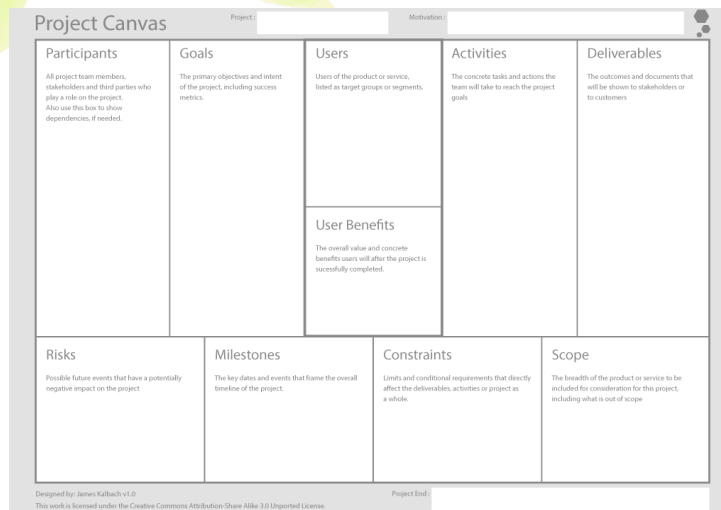 Project Canvas
Project :
Motivation :
Participants
All project team members,
stakeholders and third parties who
play a role on the project.
Also use this box to show
dependencies, if needed.
Goals
The primary objectives and intent
of the project, including success
metrics.
Users
Users of the product or service,
listed as target groups or segments.
User Benefits
The overall value and concrete
benefits users will after the project is
sucessfully completed.
Activities
The concrete tasks and actions the
team will take to reach the project
goals
Deliverables
The outcomes and documents that
will be shown to stakeholders or
to customers
Risks
Possible future events that have a potentially
negative impact on the project
Milestones
The key dates and events that frame the overall
timeline of the project.
Constraints
Limits and conditional requirements that directly
affect the deliverables, activities or project as
a whole.
Scope
The breadth of the product or service to be
included for consideration for this project,
including what is out of scope
Designed by: James Kalbach v1.0
This work is licensed under the Creative Commons Attribution-Share Alike 3.0 Unported License.
Project End :